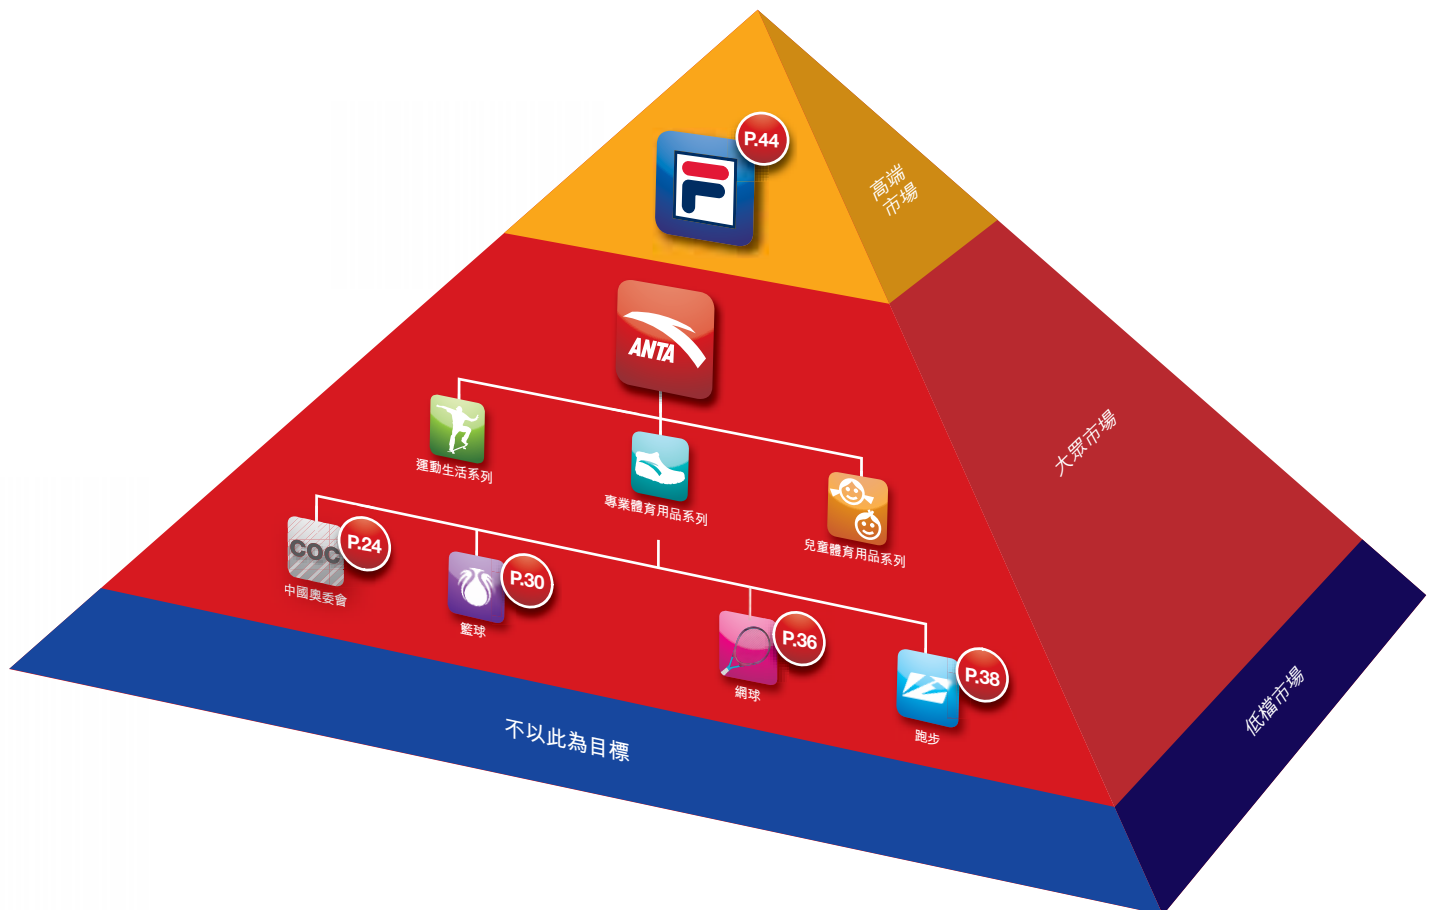 P.44
高端
市場
ANTA
大眾市場
運動生活系列
專業體育用品系列
兒童體育用品系列
COC
P.24
中國奧委會
P.30
籃球
P.36
網球
P.38
跑步
不以此為目標
低檔市場